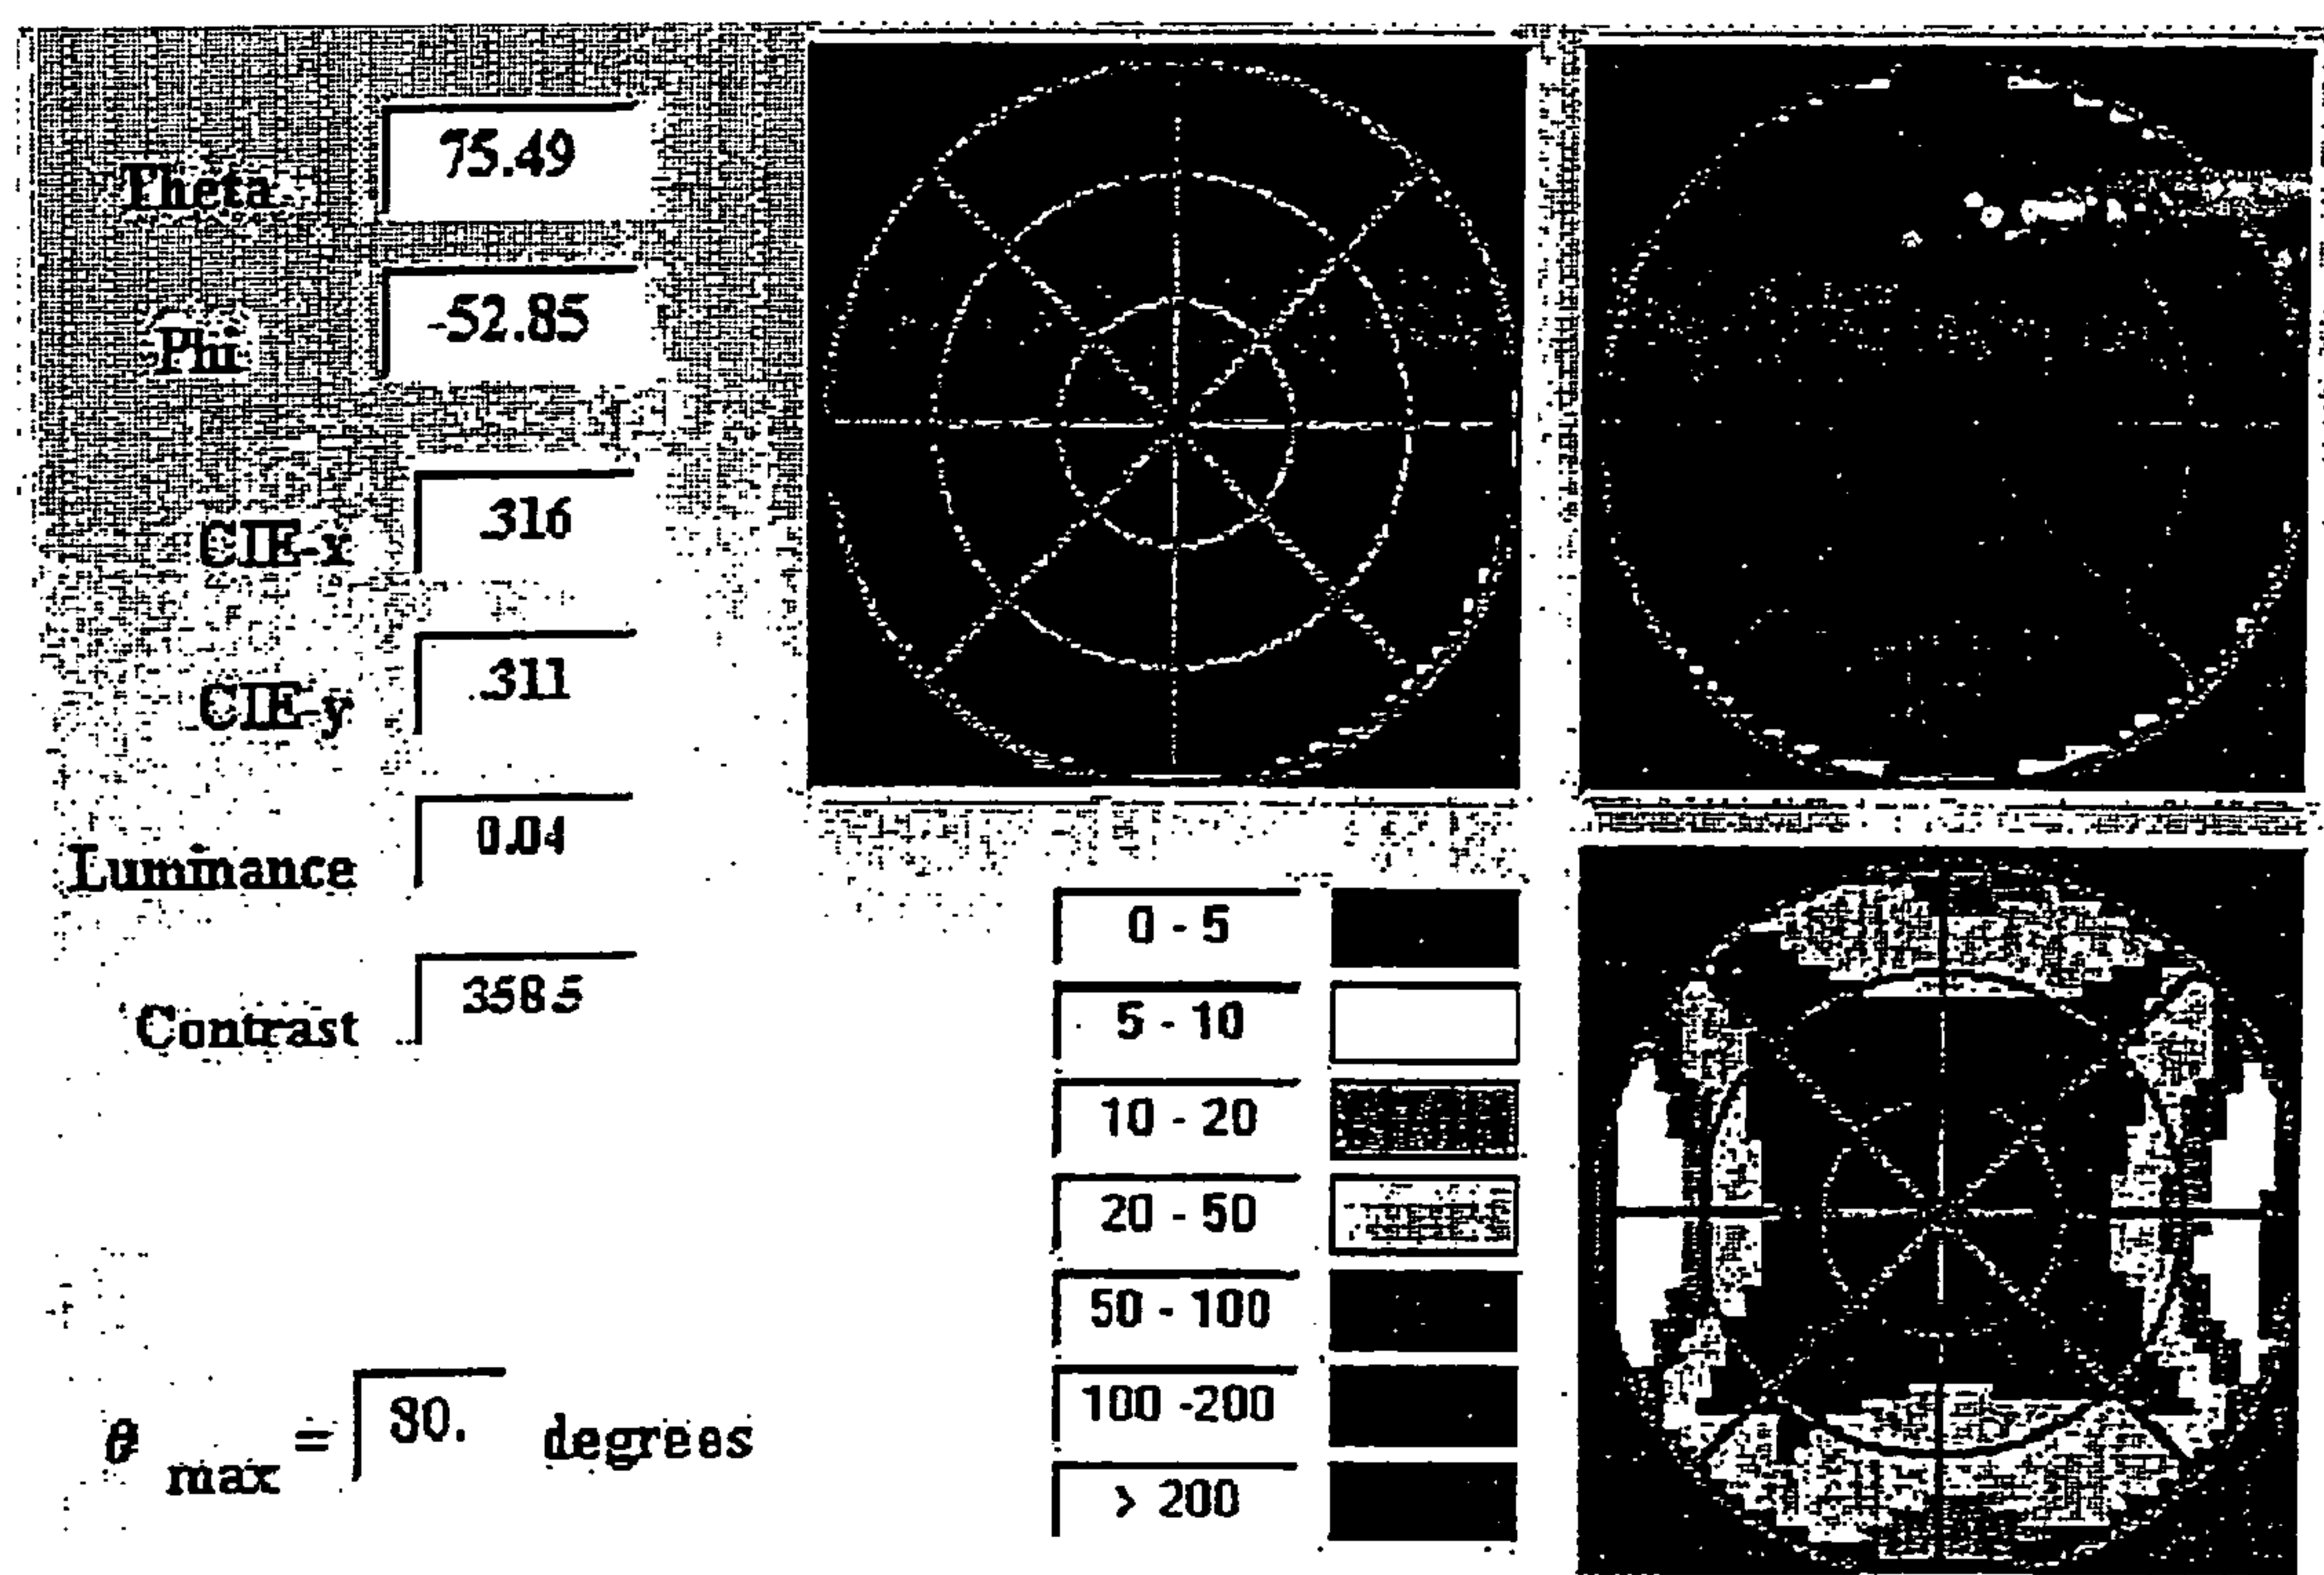 Theta 75.49
Phi -52.85
CIE-x .316
CIE-y .311
Luminance 0.04
Contrast 358.5
θ max = 80. degrees
0 - 5
5 - 10
10 - 20
20 - 50
50 - 100
100 -200
> 200